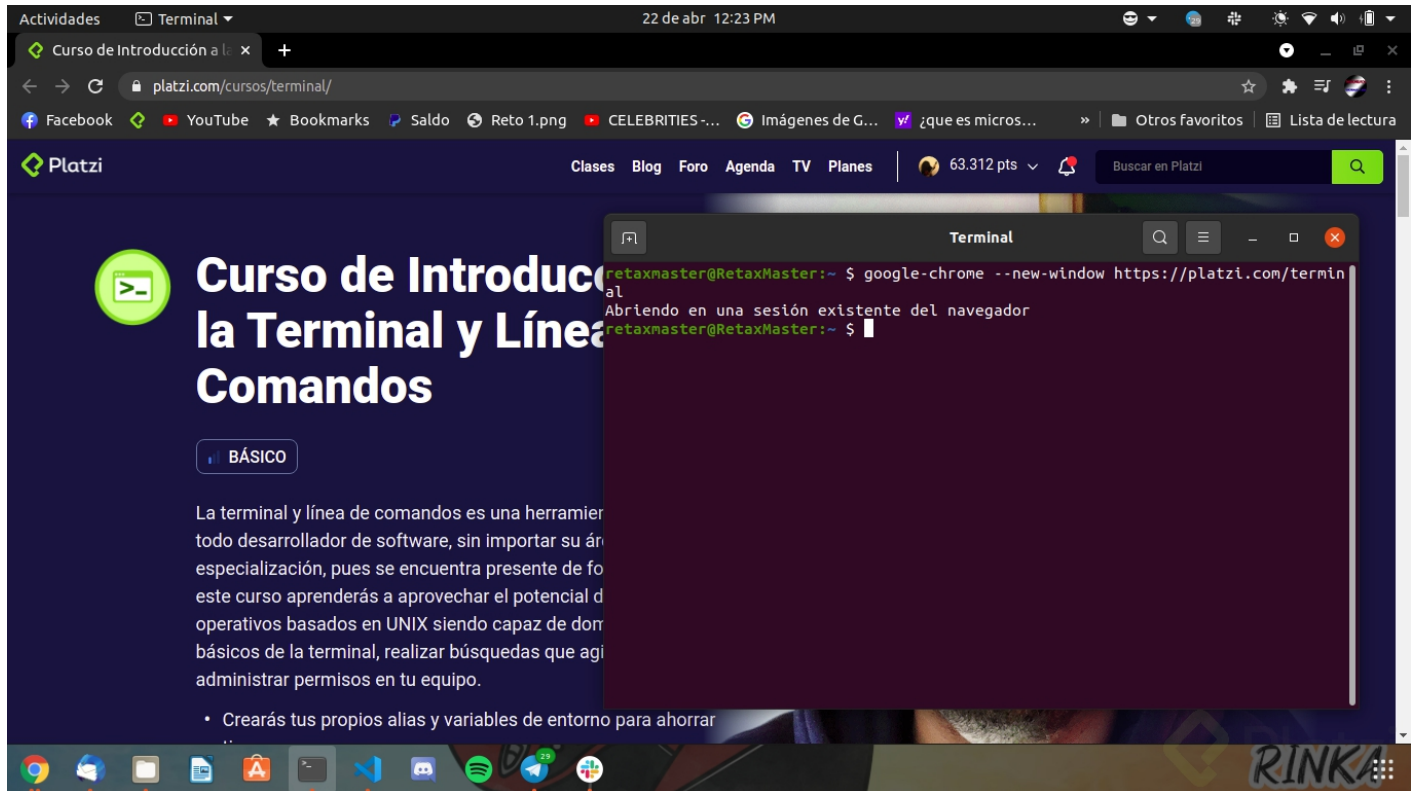 Actividades Terminal 22 de abr 12:23 PM
Curso de Introducción a la
platzi.com/cursos/terminal/
Facebook YouTube Bookmarks Saldo Reto 1.png CELEBRITIES -... Imágenes de G... ¿que es micros... » Otros favoritos Lista de lectura
Platzi Clases Blog Foro Agenda TV Planes 63.312 pts Buscar en Platzi
Curso de Introducc
la Terminal y Línea
Comandos
BÁSICO
La terminal y línea de comandos es una herramien
todo desarrollador de software, sin importar su áre
especialización, pues se encuentra presente de fo
este curso aprenderás a aprovechar el potencial d
operativos basados en UNIX siendo capaz de dom
básicos de la terminal, realizar búsquedas que agi
administrar permisos en tu equipo.
• Crearás tus propios alias y variables de entorno para ahorrar
Terminal
retaxmaster@RetaxMaster:~ $ google-chrome --new-window https://platzi.com/termin
al
Abriendo en una sesión existente del navegador
retaxmaster@RetaxMaster:~ $
29
RINKA